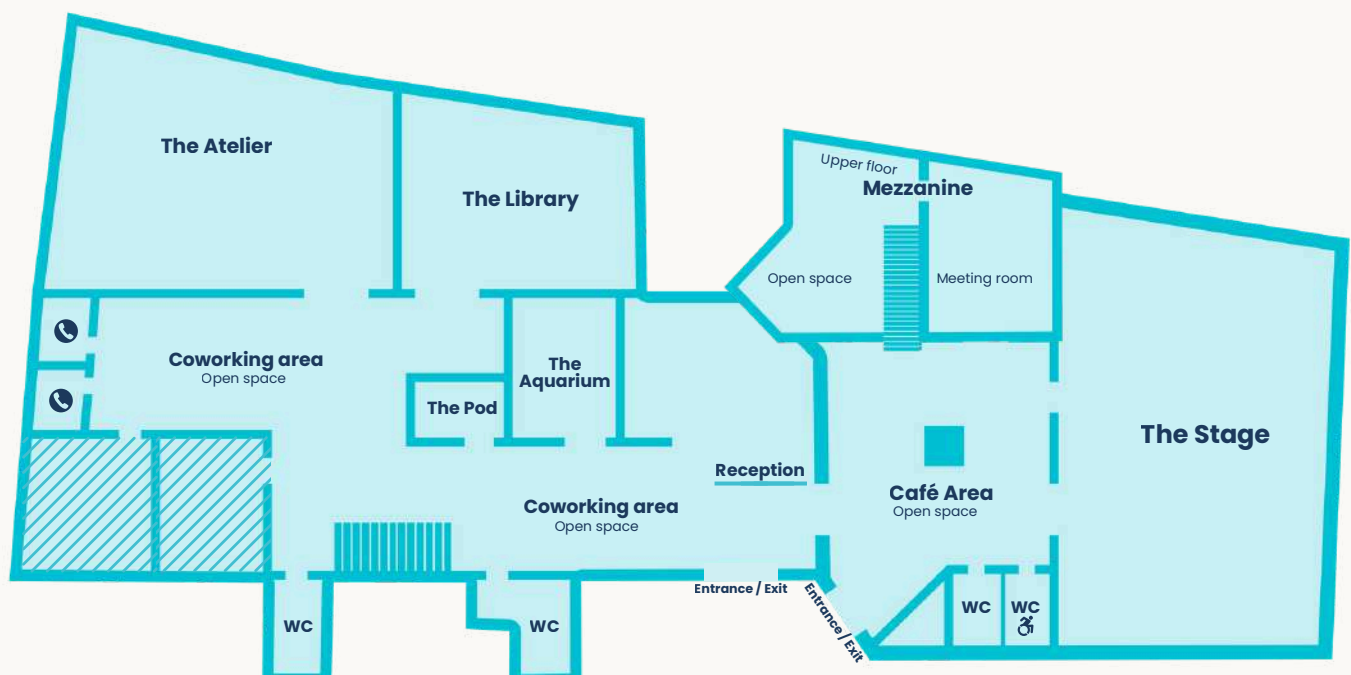 The Atelier
The Library
Upper floor
Mezzanine
Open space
Meeting room
Coworking area
Open space
The
Aquarium
The Pod
The Stage
Reception
Café Area
Open space
Coworking area
Open space
Entrance / Exit
Entrance / Exit
WC
WC
WC
WC